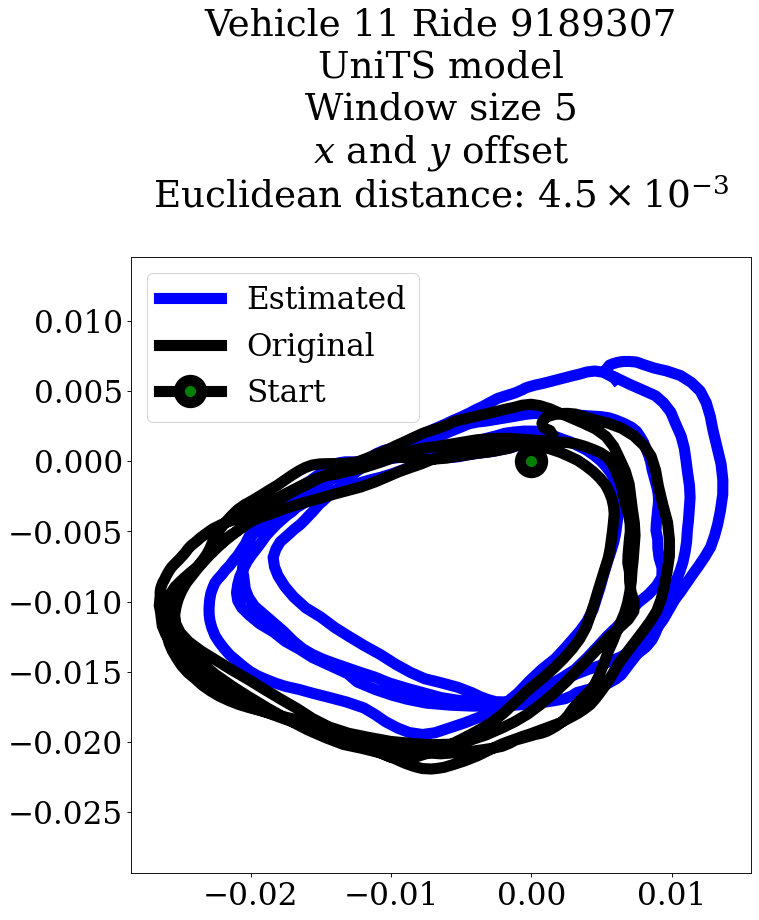 Vehicle 11 Ride 9189307
UniTS model
Window size 5
x and y offset
Euclidean distance: 4.5 × 10⁻³
Estimated
Original
Start
0.010
0.005
0.000
−0.005
−0.010
−0.015
−0.020
−0.025
−0.02 −0.01 0.00 0.01